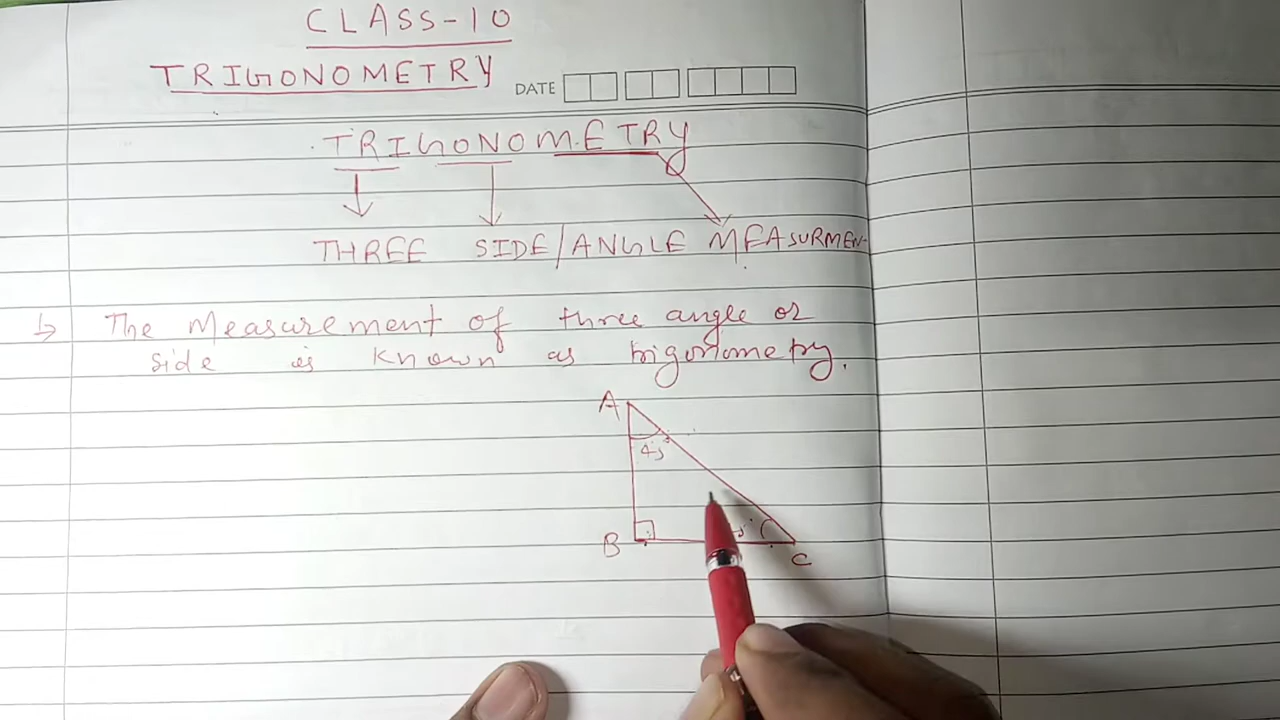 CLASS-10
TRIGONOMETRY
DATE
TRIGONOMETRY
THREE SIDE/ANGLE MEASURMEN
↳ The Measurement of three angle or
side is known as trigonometry.
A
45°
B
C